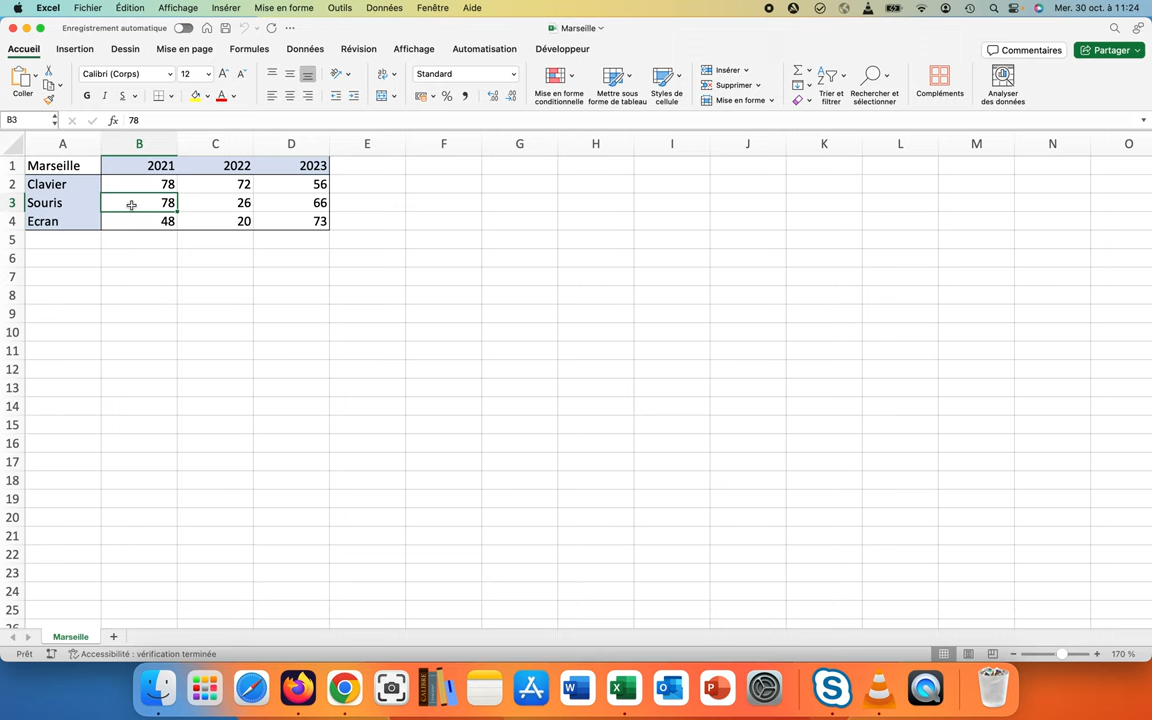 Excel Fichier Édition Affichage Insérer Mise en forme Outils Données Fenêtre Aide Mer. 30 oct. à 11:24
Enregistrement automatique Marseille
Accueil Insertion Dessin Mise en page Formules Données Révision Affichage Automatisation Développeur Commentaires Partager
Coller Calibri (Corps) 12 Standard Mise en forme conditionnelle Mettre sous forme de tableau Styles de cellule Insérer Supprimer Mise en forme Trier et filtrer Rechercher et sélectionner Compléments Analyser des données
G I S
B3 fx 78
A B C D E F G H I J K L M N O
1 Marseille 2021 2022 2023
2 Clavier 78 72 56
3 Souris 78 26 66
4 Ecran 48 20 73
5
6
7
8
9
10
11
12
13
14
15
16
17
18
19
20
21
22
23
24
25
Marseille
Prêt Accessibilité : vérification terminée 170 %
CALIBRE